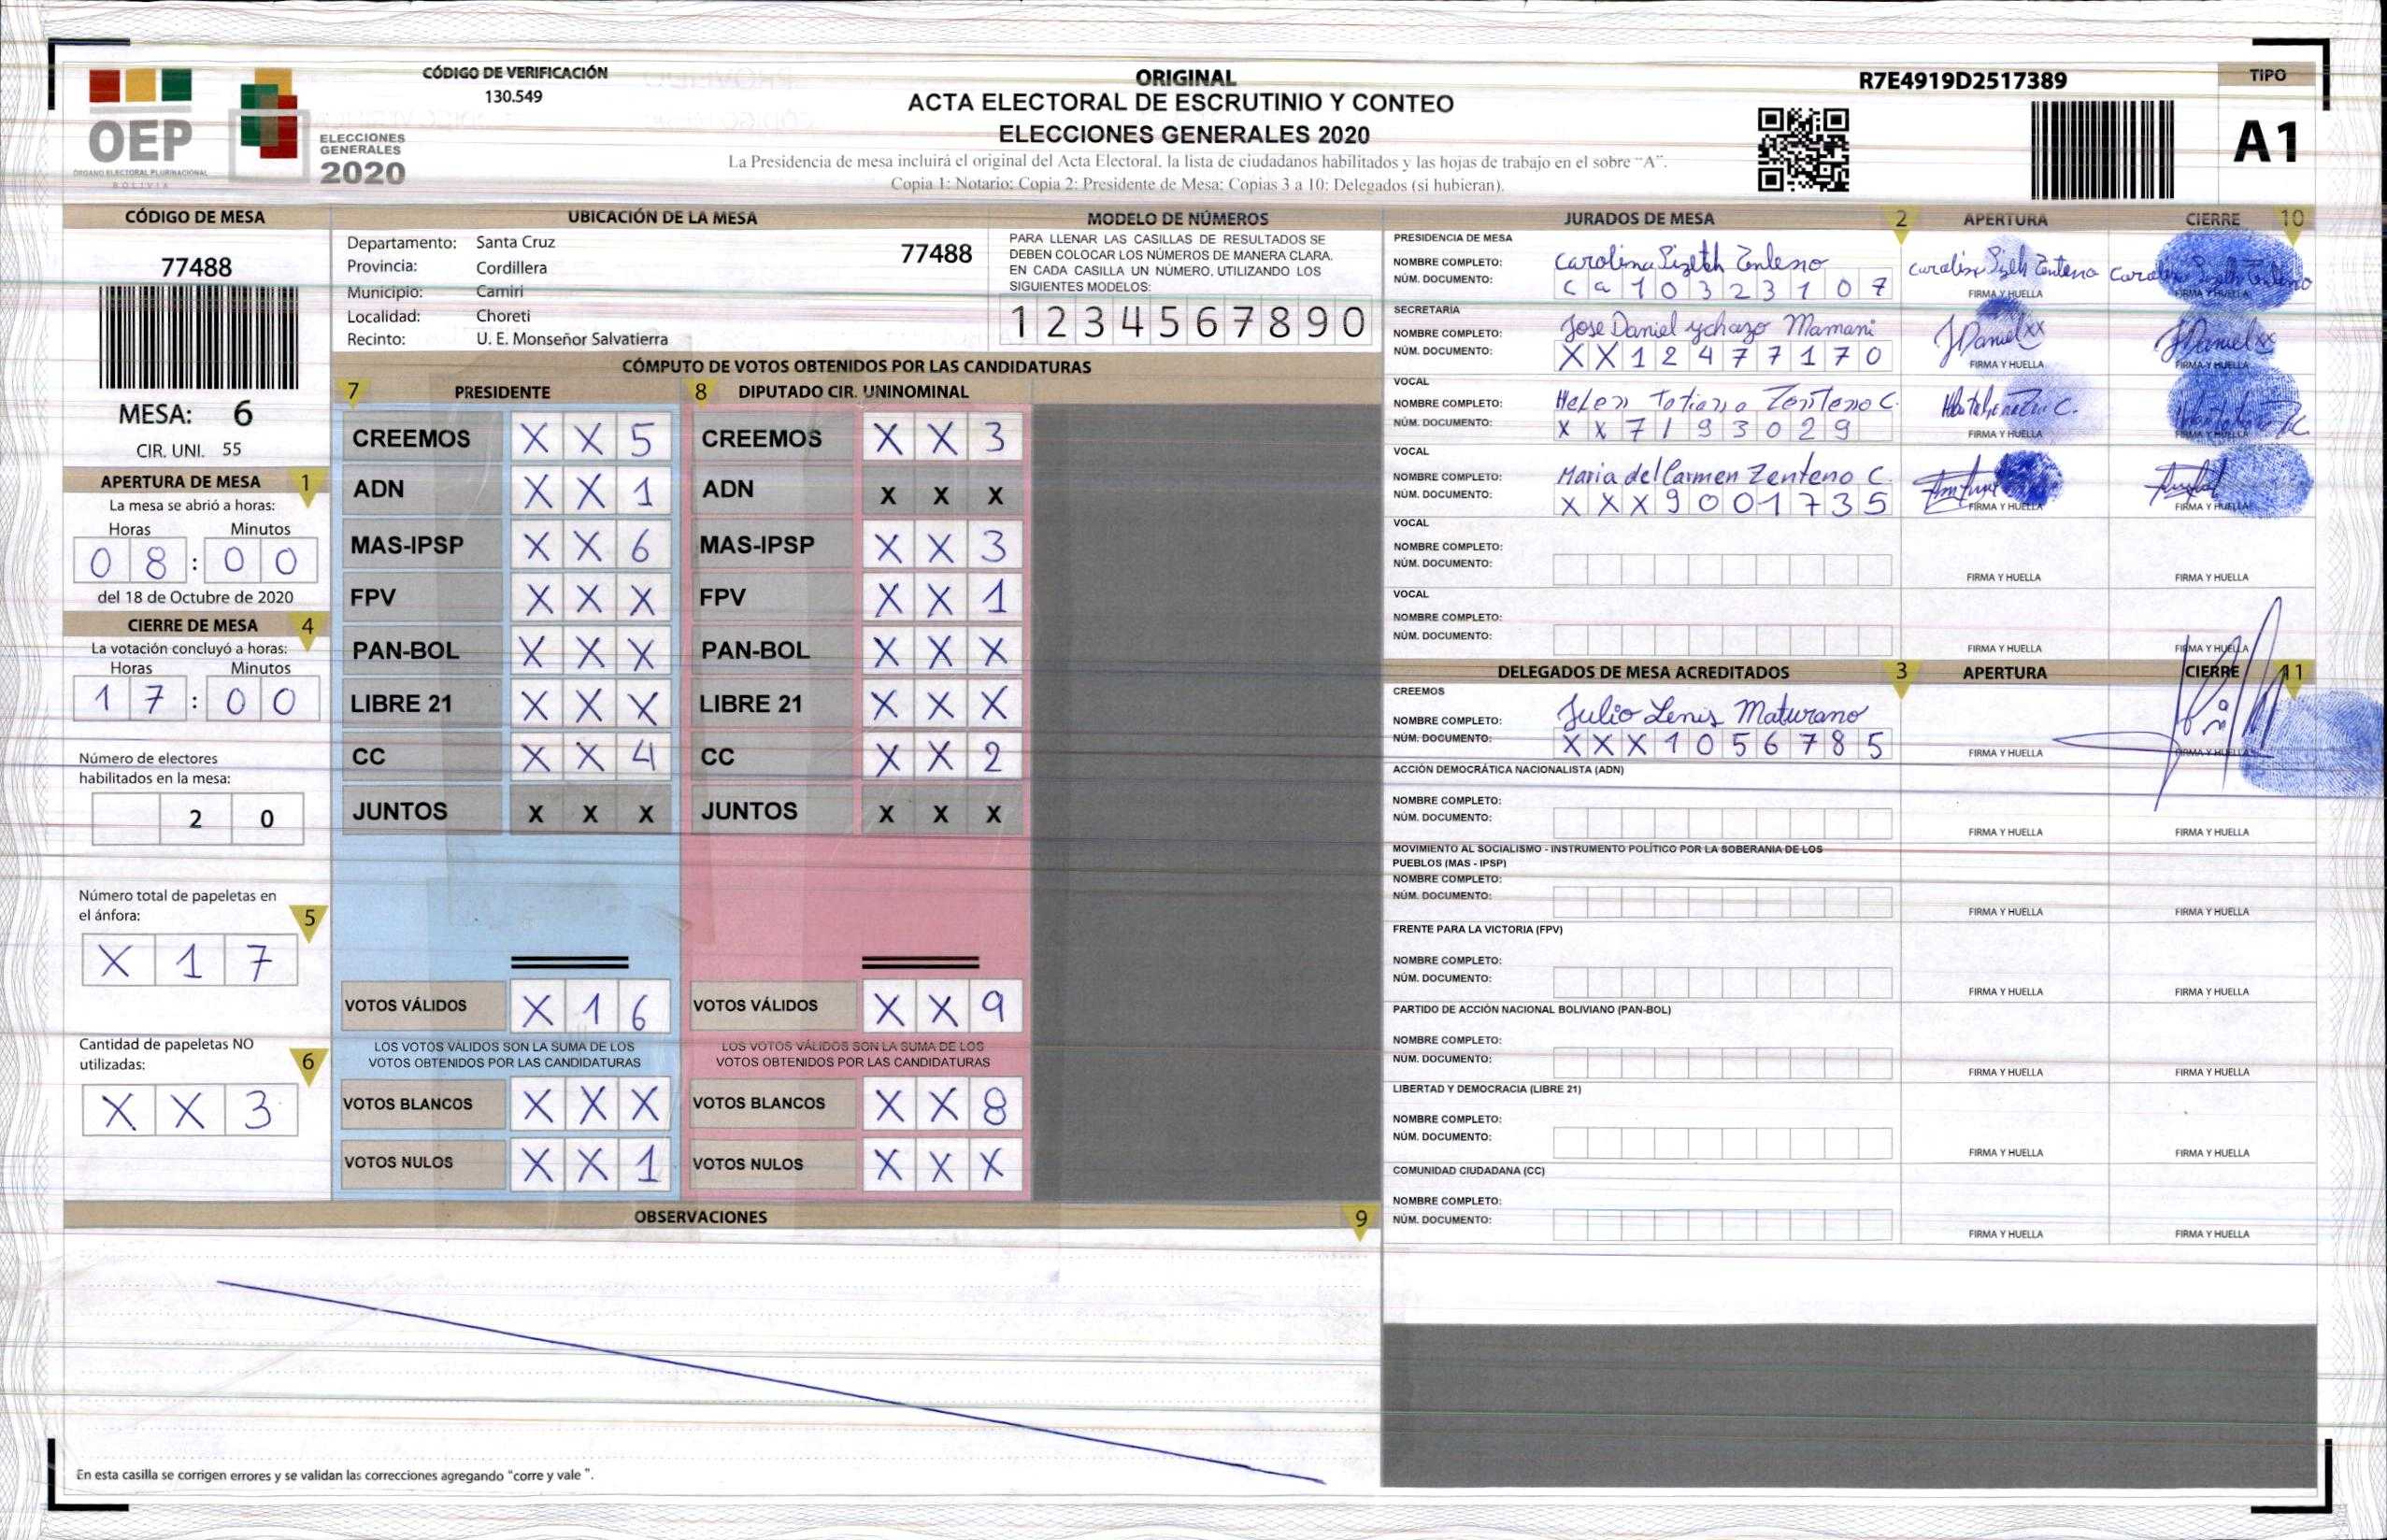 CÓDIGO DE VERIFICACIÓN
130.549
OEP
ÓRGANO ELECTORAL PLURINACIONAL
BOLIVIA
ELECCIONES
GENERALES
2020
ORIGINAL
ACTA ELECTORAL DE ESCRUTINIO Y CONTEO
ELECCIONES GENERALES 2020
La Presidencia de mesa incluirá el original del Acta Electoral, la lista de ciudadanos habilitados y las hojas de trabajo en el sobre "A".
Copia 1: Notario; Copia 2: Presidente de Mesa; Copias 3 a 10: Delegados (si hubieran).
R7E4919D2517389
TIPO
A1
CÓDIGO DE MESA
77488
MESA: 6
CIR. UNI. 55
APERTURA DE MESA 1
La mesa se abrió a horas:
Horas Minutos
0 8 : 0 0
del 18 de Octubre de 2020
CIERRE DE MESA 4
La votación concluyó a horas:
Horas Minutos
1 7 : 0 0
Número de electores
habilitados en la mesa:
2 0
Número total de papeletas en
el ánfora: 5
X 1 7
Cantidad de papeletas NO
utilizadas: 6
X X 3
UBICACIÓN DE LA MESA
Departamento: Santa Cruz
77488
Provincia: Cordillera
Municipio: Camiri
Localidad: Choreti
Recinto: U. E. Monseñor Salvatierra
MODELO DE NÚMEROS
PARA LLENAR LAS CASILLAS DE RESULTADOS SE
DEBEN COLOCAR LOS NÚMEROS DE MANERA CLARA.
EN CADA CASILLA UN NÚMERO, UTILIZANDO LOS
SIGUIENTES MODELOS:
1 2 3 4 5 6 7 8 9 0
CÓMPUTO DE VOTOS OBTENIDOS POR LAS CANDIDATURAS
7 PRESIDENTE
CREEMOS X X 5
ADN X X 1
MAS-IPSP X X 6
FPV X X X
PAN-BOL X X X
LIBRE 21 X X X
CC X X 4
JUNTOS X X X
VOTOS VÁLIDOS X 1 6
LOS VOTOS VÁLIDOS SON LA SUMA DE LOS
VOTOS OBTENIDOS POR LAS CANDIDATURAS
VOTOS BLANCOS X X X
VOTOS NULOS X X 1
8 DIPUTADO CIR. UNINOMINAL
CREEMOS X X 3
ADN X X X
MAS-IPSP X X 3
FPV X X 1
PAN-BOL X X X
LIBRE 21 X X X
CC X X 2
JUNTOS X X X
VOTOS VÁLIDOS X X 9
LOS VOTOS VÁLIDOS SON LA SUMA DE LOS
VOTOS OBTENIDOS POR LAS CANDIDATURAS
VOTOS BLANCOS X X 8
VOTOS NULOS X X X
OBSERVACIONES 9
En esta casilla se corrigen errores y se validan las correcciones agregando "corre y vale ".
JURADOS DE MESA 2 APERTURA CIERRE 10
PRESIDENCIA DE MESA
NOMBRE COMPLETO: Carolina Lizeth Zenteno
NÚM. DOCUMENTO: C a 1 0 3 2 3 1 0 7
FIRMA Y HUELLA FIRMA Y HUELLA
SECRETARÍA
NOMBRE COMPLETO: Jose Daniel ychazo Mamani
NÚM. DOCUMENTO: X X 1 2 4 7 7 1 7 0
FIRMA Y HUELLA FIRMA Y HUELLA
VOCAL
NOMBRE COMPLETO: Helen Tatiana Zenteno C.
NÚM. DOCUMENTO: X X 7 1 9 3 0 2 9
FIRMA Y HUELLA FIRMA Y HUELLA
VOCAL
NOMBRE COMPLETO: Maria del Carmen Zenteno C.
NÚM. DOCUMENTO: X X X 9 0 0 1 7 3 5
FIRMA Y HUELLA FIRMA Y HUELLA
VOCAL
NOMBRE COMPLETO:
NÚM. DOCUMENTO:
FIRMA Y HUELLA FIRMA Y HUELLA
VOCAL
NOMBRE COMPLETO:
NÚM. DOCUMENTO:
FIRMA Y HUELLA FIRMA Y HUELLA
DELEGADOS DE MESA ACREDITADOS 3 APERTURA CIERRE 11
CREEMOS
NOMBRE COMPLETO: Julio Lenis Maturano
NÚM. DOCUMENTO: X X X 1 0 5 6 7 8 5
FIRMA Y HUELLA FIRMA Y HUELLA
ACCIÓN DEMOCRÁTICA NACIONALISTA (ADN)
NOMBRE COMPLETO:
NÚM. DOCUMENTO:
FIRMA Y HUELLA FIRMA Y HUELLA
MOVIMIENTO AL SOCIALISMO - INSTRUMENTO POLÍTICO POR LA SOBERANIA DE LOS
PUEBLOS (MAS - IPSP)
NOMBRE COMPLETO:
NÚM. DOCUMENTO:
FIRMA Y HUELLA FIRMA Y HUELLA
FRENTE PARA LA VICTORIA (FPV)
NOMBRE COMPLETO:
NÚM. DOCUMENTO:
FIRMA Y HUELLA FIRMA Y HUELLA
PARTIDO DE ACCIÓN NACIONAL BOLIVIANO (PAN-BOL)
NOMBRE COMPLETO:
NÚM. DOCUMENTO:
FIRMA Y HUELLA FIRMA Y HUELLA
LIBERTAD Y DEMOCRACIA (LIBRE 21)
NOMBRE COMPLETO:
NÚM. DOCUMENTO:
FIRMA Y HUELLA FIRMA Y HUELLA
COMUNIDAD CIUDADANA (CC)
NOMBRE COMPLETO:
NÚM. DOCUMENTO:
FIRMA Y HUELLA FIRMA Y HUELLA